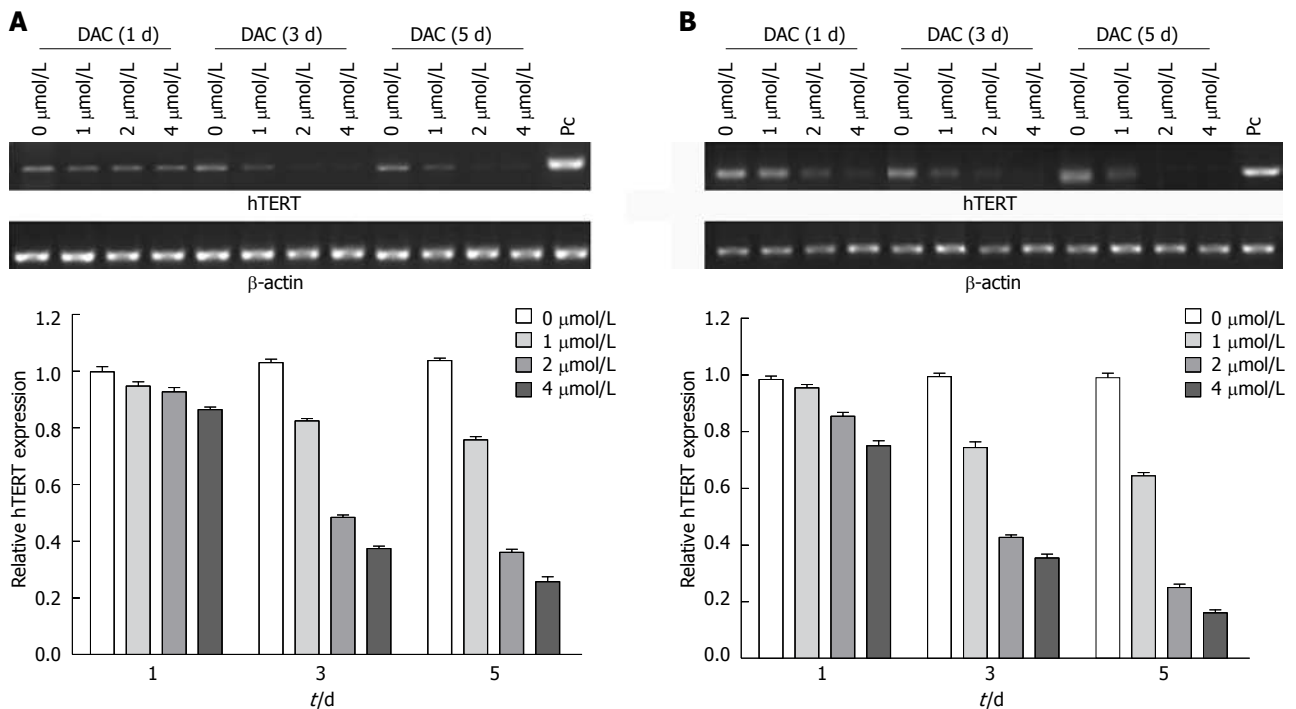 A
DAC (1 d) DAC (3 d) DAC (5 d)
0 μmol/L 1 μmol/L 2 μmol/L 4 μmol/L 0 μmol/L 1 μmol/L 2 μmol/L 4 μmol/L 0 μmol/L 1 μmol/L 2 μmol/L 4 μmol/L Pc
hTERT
β-actin
Relative hTERT expression
1.2
1.0
0.8
0.6
0.4
0.2
0.0
0 μmol/L
1 μmol/L
2 μmol/L
4 μmol/L
1 3 5
t/d
B
DAC (1 d) DAC (3 d) DAC (5 d)
0 μmol/L 1 μmol/L 2 μmol/L 4 μmol/L 0 μmol/L 1 μmol/L 2 μmol/L 4 μmol/L 0 μmol/L 1 μmol/L 2 μmol/L 4 μmol/L Pc
hTERT
β-actin
Relative hTERT expression
1.2
1.0
0.8
0.6
0.4
0.2
0.0
0 μmol/L
1 μmol/L
2 μmol/L
4 μmol/L
1 3 5
t/d